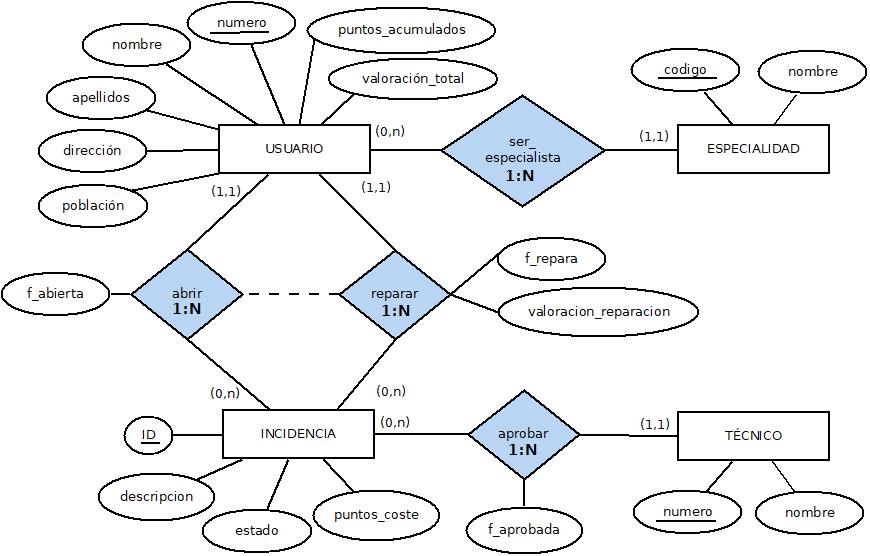 numero
puntos_acumulados
nombre
valoración_total
codigo
nombre
apellidos
(0,n)
ser_
especialista
1:N
(1,1)
USUARIO
ESPECIALIDAD
dirección
población
(1,1)
(1,1)
f_repara
f_abierta
abrir
1:N
reparar
1:N
valoracion_reparacion
(0,n)
(0,n)
(0,n)
(1,1)
ID
INCIDENCIA
aprobar
1:N
TÉCNICO
descripcion
estado
puntos_coste
f_aprobada
numero
nombre